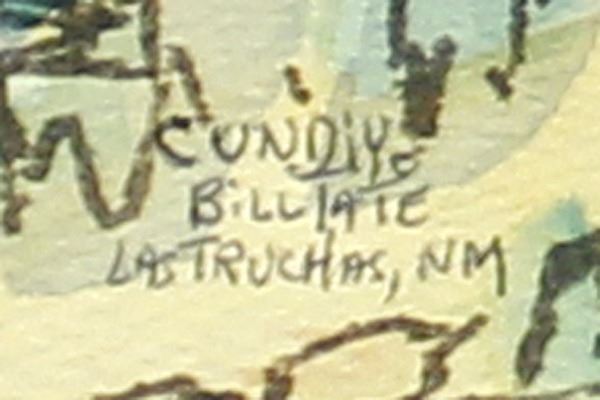 CUNDiYo
BiLL TATE
LAS TRUCHAS, NM